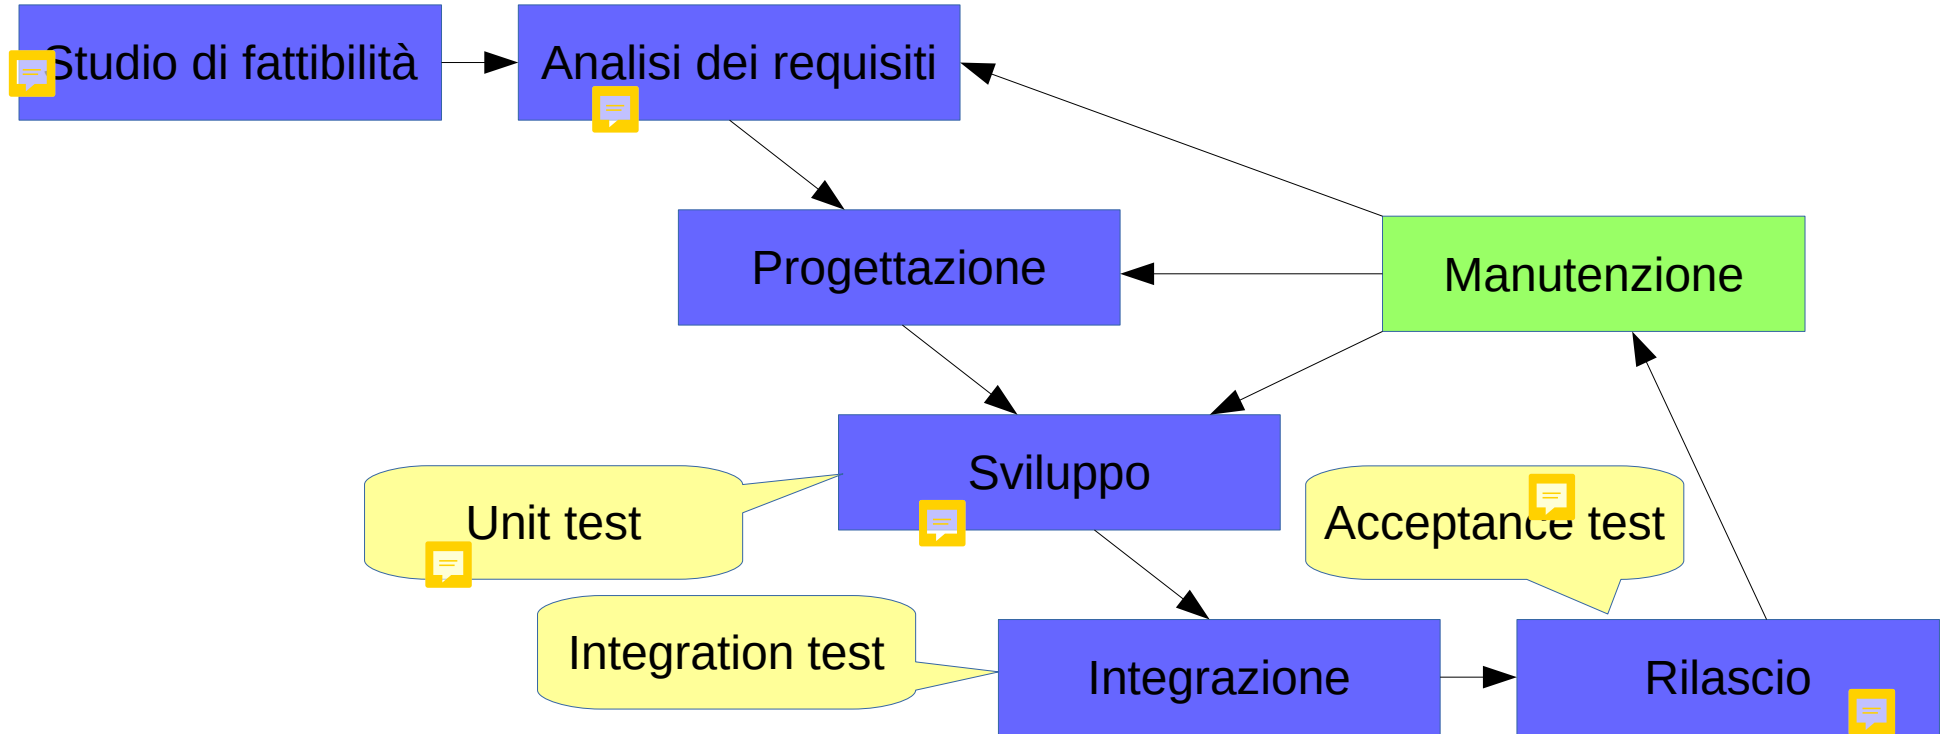 Studio di fattibilità
Analisi dei requisiti
Progettazione
Manutenzione
Sviluppo
Unit test
Acceptance test
Integration test
Integrazione
Rilascio